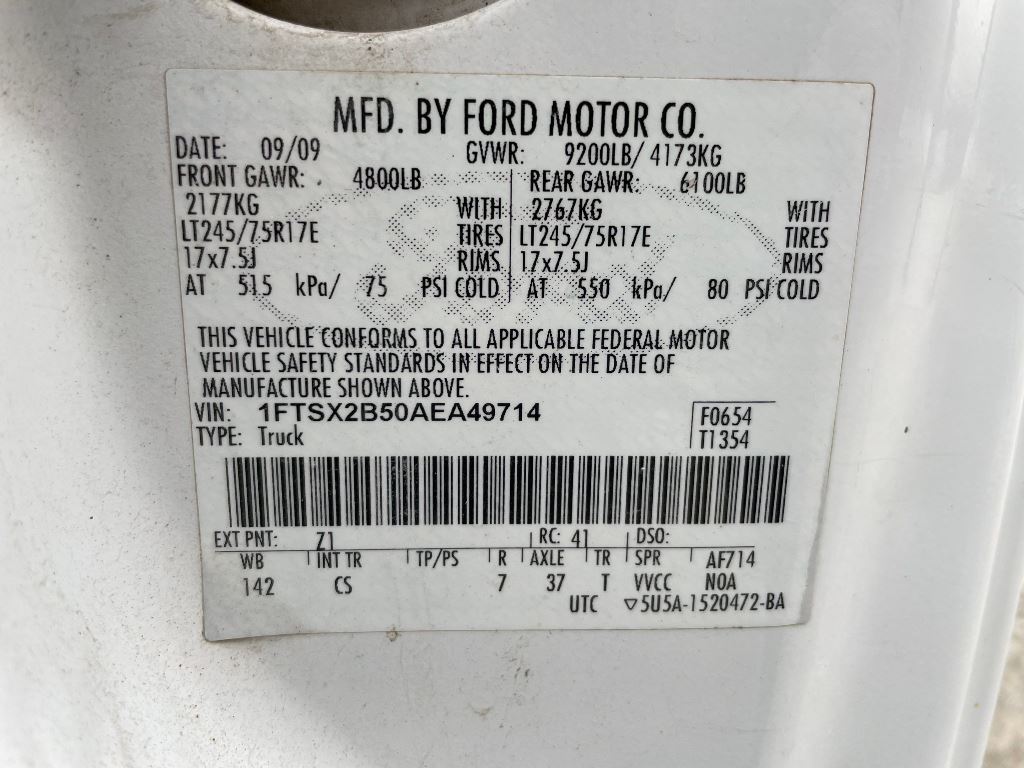 MFD. BY FORD MOTOR CO.
DATE: 09/09 GVWR: 9200LB/ 4173KG
FRONT GAWR: 4800LB REAR GAWR: 6100LB
2177KG WITH 2767KG WITH
LT245/75R17E TIRES LT245/75R17E TIRES
17x7.5J RIMS 17x7.5J RIMS
AT 515 kPa/ 75 PSI COLD AT 550 kPa/ 80 PSI COLD
THIS VEHICLE CONFORMS TO ALL APPLICABLE FEDERAL MOTOR
VEHICLE SAFETY STANDARDS IN EFFECT ON THE DATE OF
MANUFACTURE SHOWN ABOVE.
VIN: 1FTSX2B50AEA49714 F0654
TYPE: Truck T1354
EXT PNT: Z1 RC: 41 DSO:
WB INT TR TP/PS R AXLE TR SPR AF714
142 CS 7 37 T VVCC NOA
UTC ▽5U5A-1520472-BA